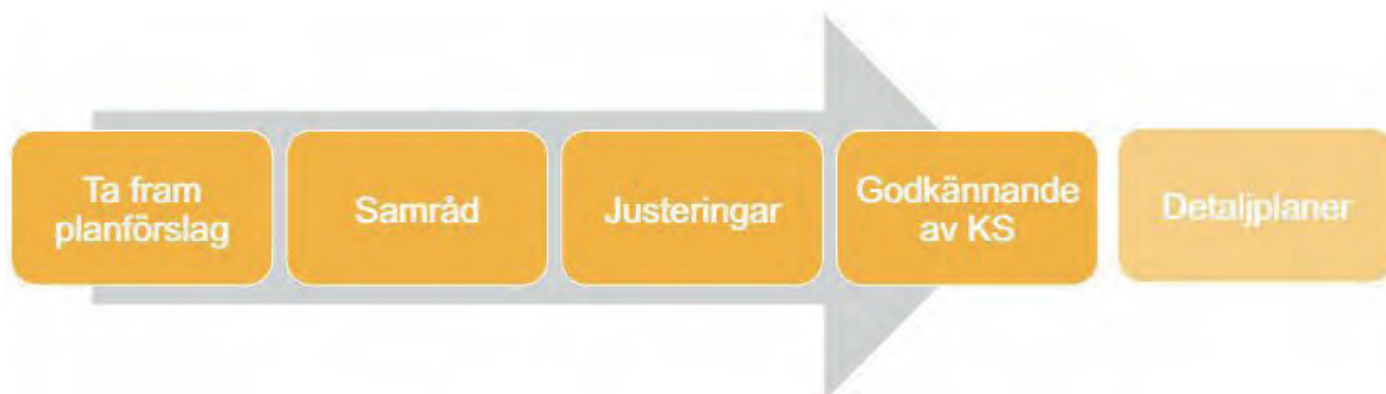 Ta fram
planförslag
Samråd
Justeringar
Godkännande
av KS
Detaljplaner